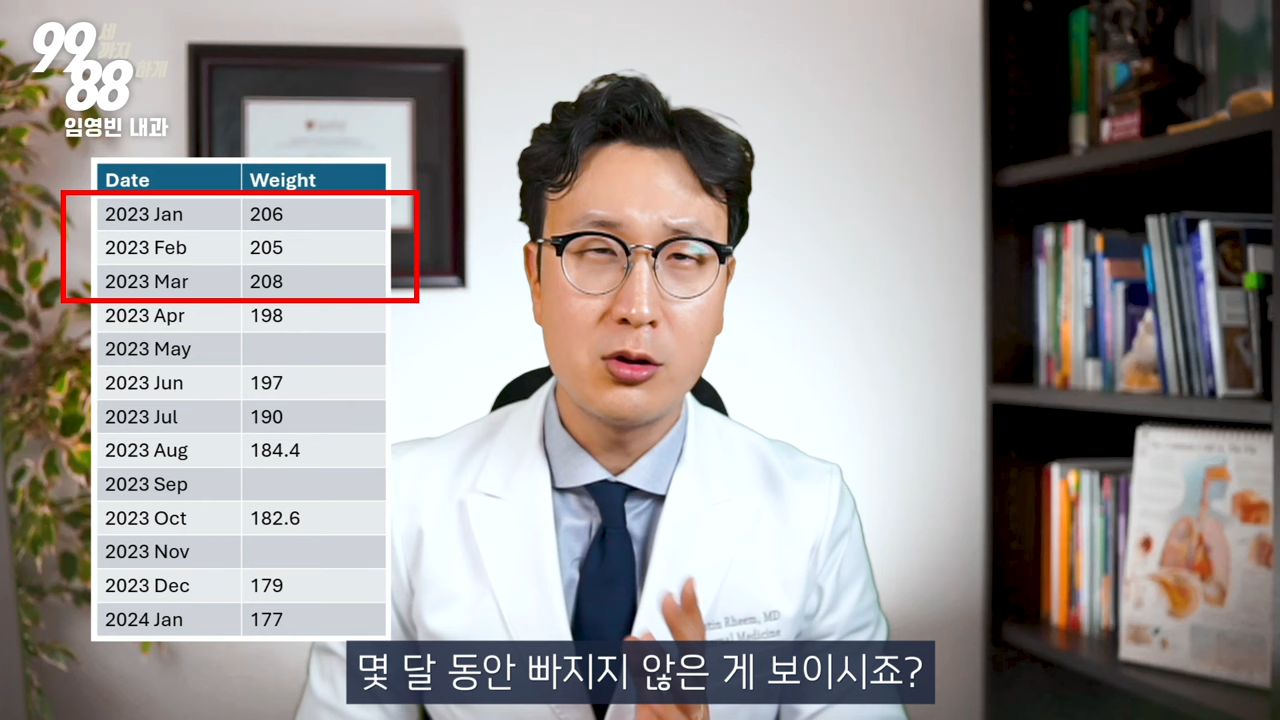 99
세
까지
88
하게
임영빈 내과
Date Weight
2023 Jan 206
2023 Feb 205
2023 Mar 208
2023 Apr 198
2023 May
2023 Jun 197
2023 Jul 190
2023 Aug 184.4
2023 Sep
2023 Oct 182.6
2023 Nov
2023 Dec 179
2024 Jan 177
Rheem, MD
Medicine
몇 달 동안 빠지지 않은 게 보이시죠?